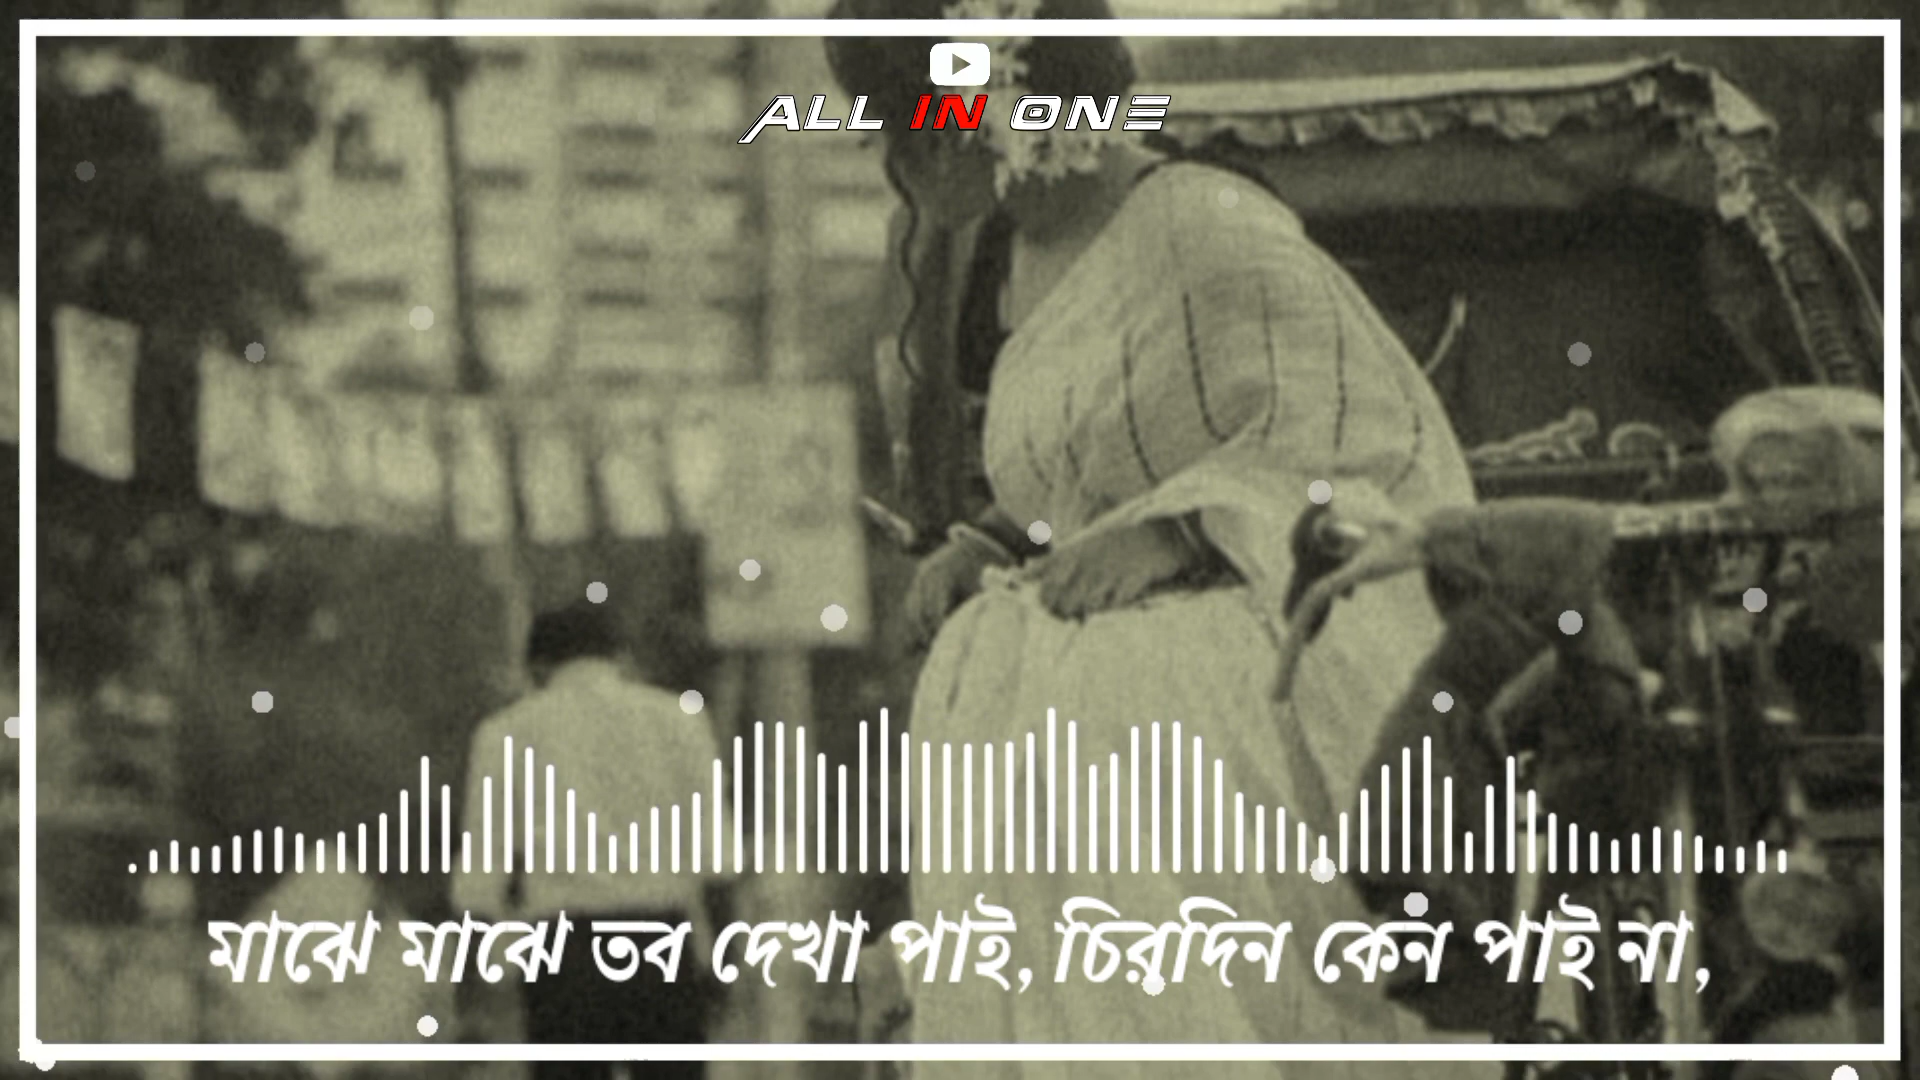 ALL IN ONE
মাঝে মাঝে তব দেখা পাই, চিরদিন কেন পাই না,